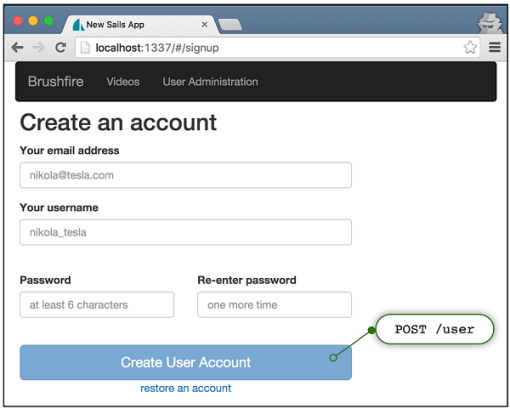 New Sails App
localhost:1337/#/signup
Brushfire Videos User Administration
Create an account
Your email address
nikola@tesla.com
Your username
nikola_tesla
Password Re-enter password
at least 6 characters one more time
POST /user
Create User Account
restore an account